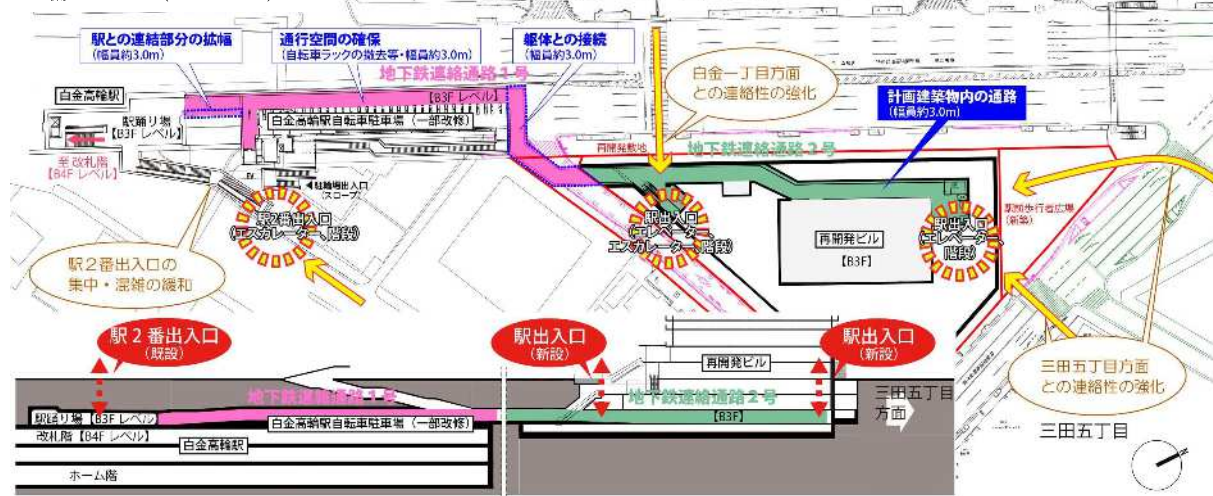 駅との連結部分の拡幅
(幅員約3.0m)
通行空間の確保
(自転車ラックの撤去等・幅員約3.0m)
躯体との接続
(幅員約3.0m)
地下鉄連絡通路1号
【B3F レベル】
白金高輪駅
駅踊り場
【B3F レベル】
白金高輪駅自転車駐車場(一部改修)
至 改札階
【B4F レベル】
EV
◀駐輪場出入口
(スロープ)
駅2番出入口
(エスカレーター、階段)
駅2番出入口の
集中・混雑の緩和
白金一丁目方面
との連絡性の強化
計画建築物内の通路
(幅員約3.0m)
再開発敷地
地下鉄連絡通路2号
駅出入口
(エレベーター、
エスカレーター、階段)
再開発ビル
【B3F】
駅出入口
(エレベーター、
階段)
駅前歩行者広場
(新築)
三田五丁目方面
との連絡性の強化
三田五丁目
駅2番出入口
(既設)
駅出入口
(新設)
駅出入口
(新設)
再開発ビル
地下鉄連絡通路1号
地下鉄連絡通路2号
三田五丁目
方面
駅踊り場【B3F レベル】
白金高輪駅自転車駐車場(一部改修)
【B3F】
改札階【B4F レベル】
白金高輪駅
ホーム階